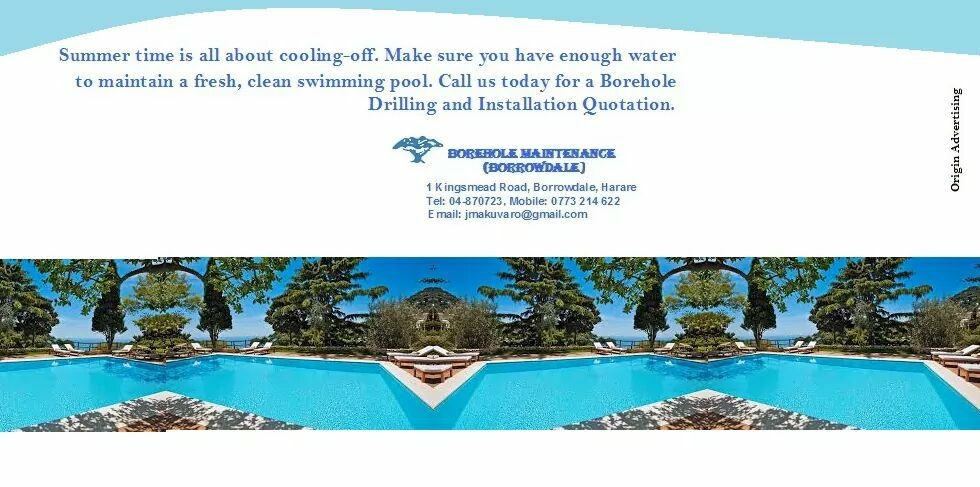 Summer time is all about cooling-off. Make sure you have enough water
to maintain a fresh, clean swimming pool. Call us today for a Borehole
Drilling and Installation Quotation.
BOREHOLE MAINTENANCE
(BORROWDALE)
1 Kingsmead Road, Borrowdale, Harare
Tel: 04-870723, Mobile: 0773 214 622
Email: jmakuvaro@gmail.com
Origin Advertising